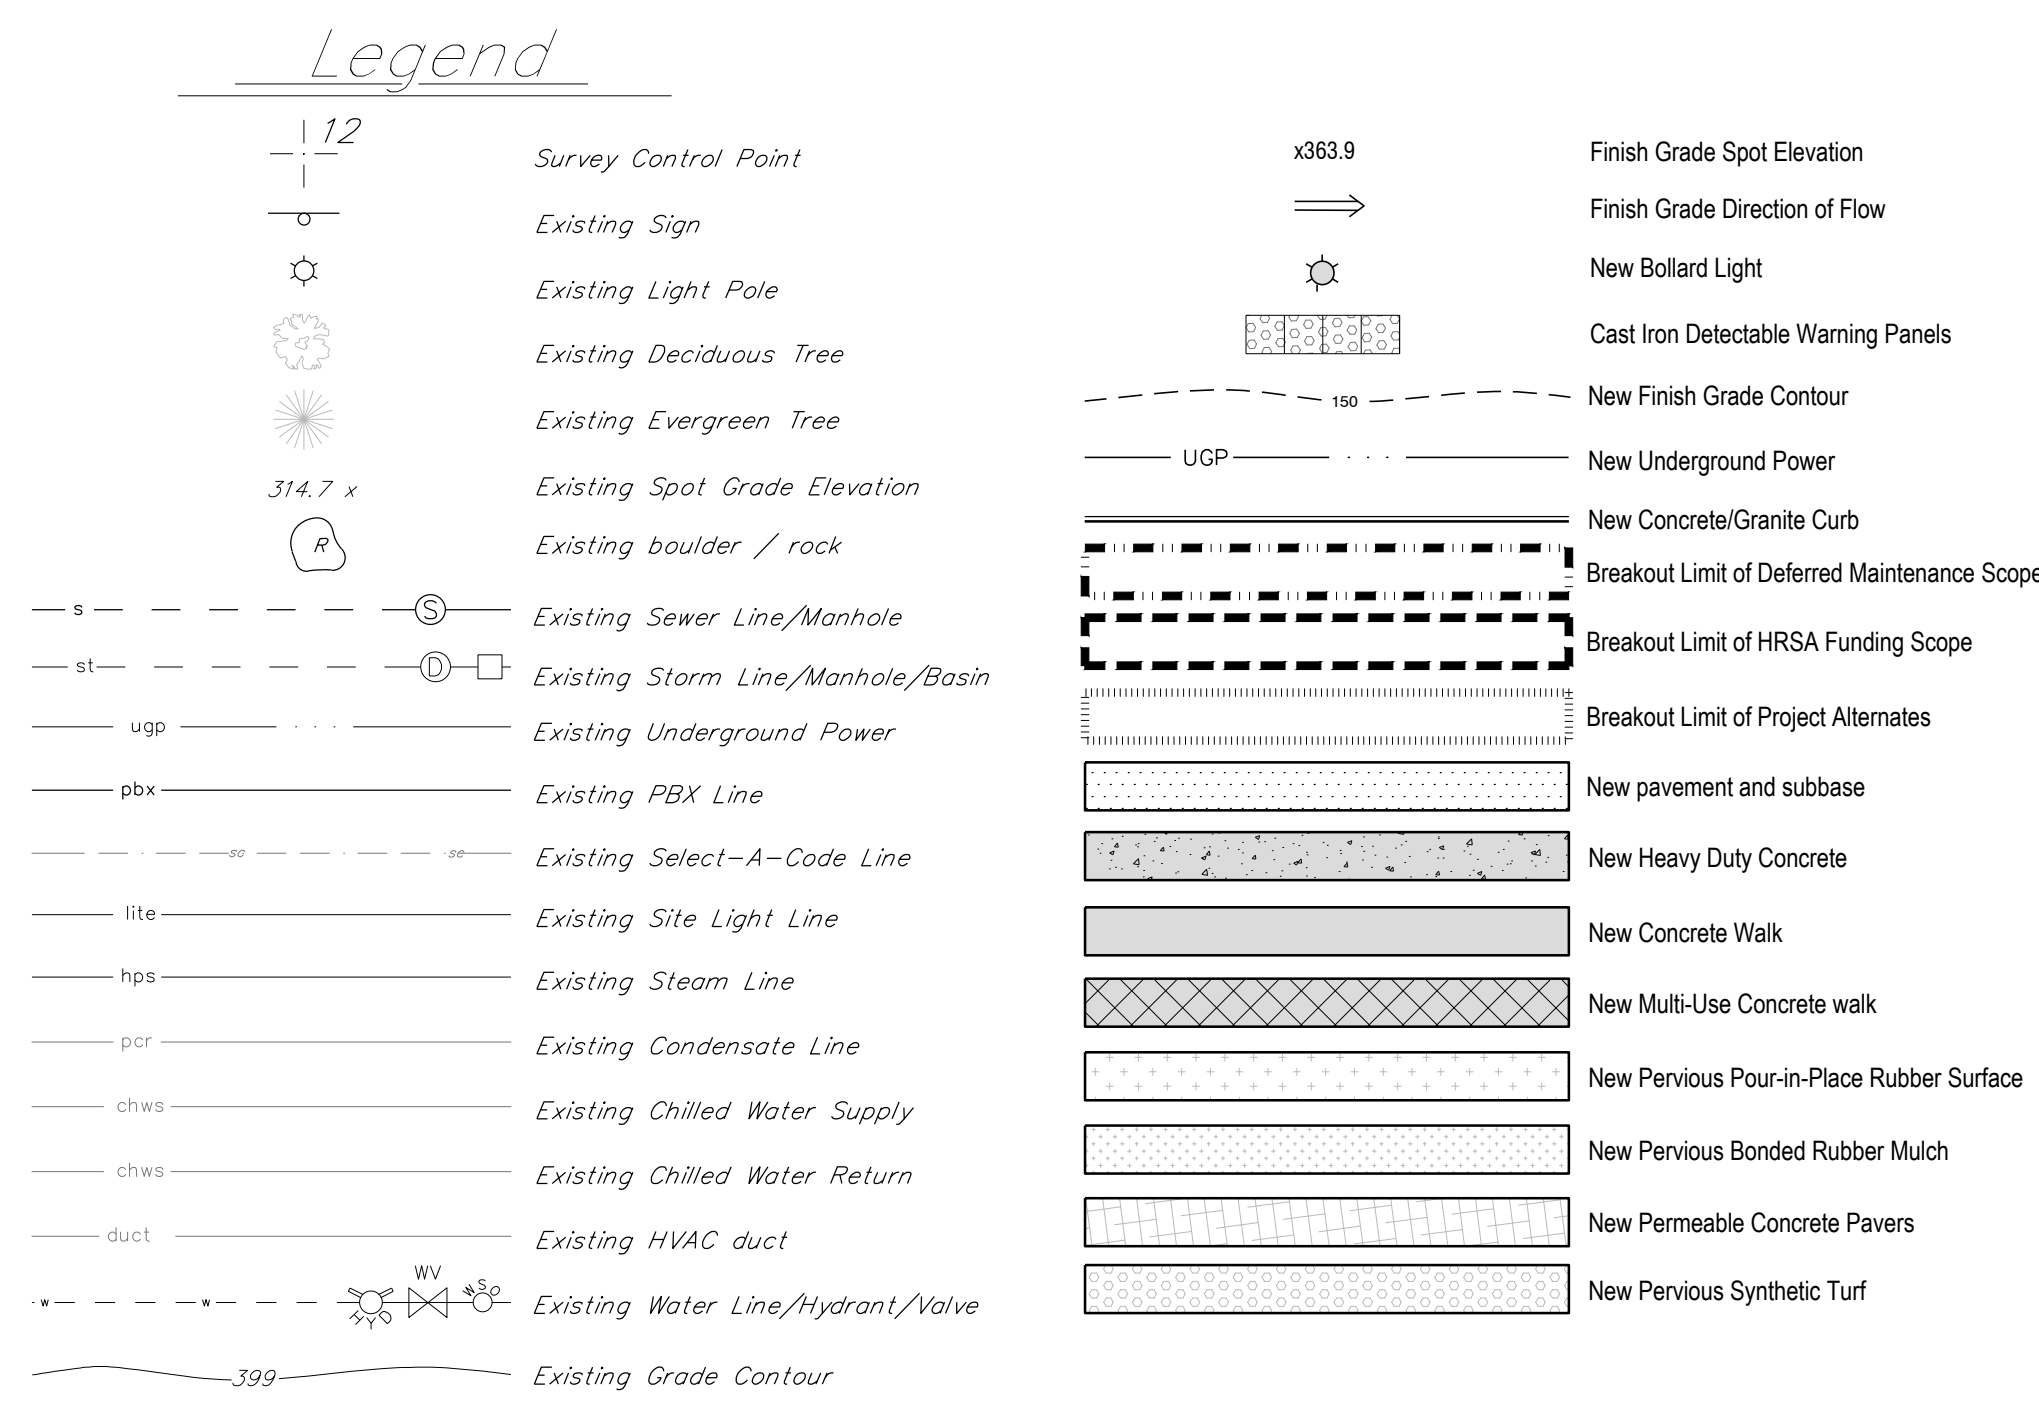 Legend
12
Survey Control Point
Existing Sign
Existing Light Pole
Existing Deciduous Tree
Existing Evergreen Tree
314.7 x Existing Spot Grade Elevation
R Existing boulder / rock
s S Existing Sewer Line/Manhole
st D Existing Storm Line/Manhole/Basin
ugp Existing Underground Power
pbx Existing PBX Line
sac sac Existing Select-A-Code Line
lite Existing Site Light Line
hps Existing Steam Line
pcr Existing Condensate Line
chws Existing Chilled Water Supply
chws Existing Chilled Water Return
duct Existing HVAC duct
WV
w w HYD WSO Existing Water Line/Hydrant/Valve
399 Existing Grade Contour
x363.9 Finish Grade Spot Elevation
Finish Grade Direction of Flow
New Bollard Light
Cast Iron Detectable Warning Panels
150 New Finish Grade Contour
UGP New Underground Power
New Concrete/Granite Curb
Breakout Limit of Deferred Maintenance Scope
Breakout Limit of HRSA Funding Scope
Breakout Limit of Project Alternates
New pavement and subbase
New Heavy Duty Concrete
New Concrete Walk
New Multi-Use Concrete walk
New Pervious Pour-in-Place Rubber Surface
New Pervious Bonded Rubber Mulch
New Permeable Concrete Pavers
New Pervious Synthetic Turf